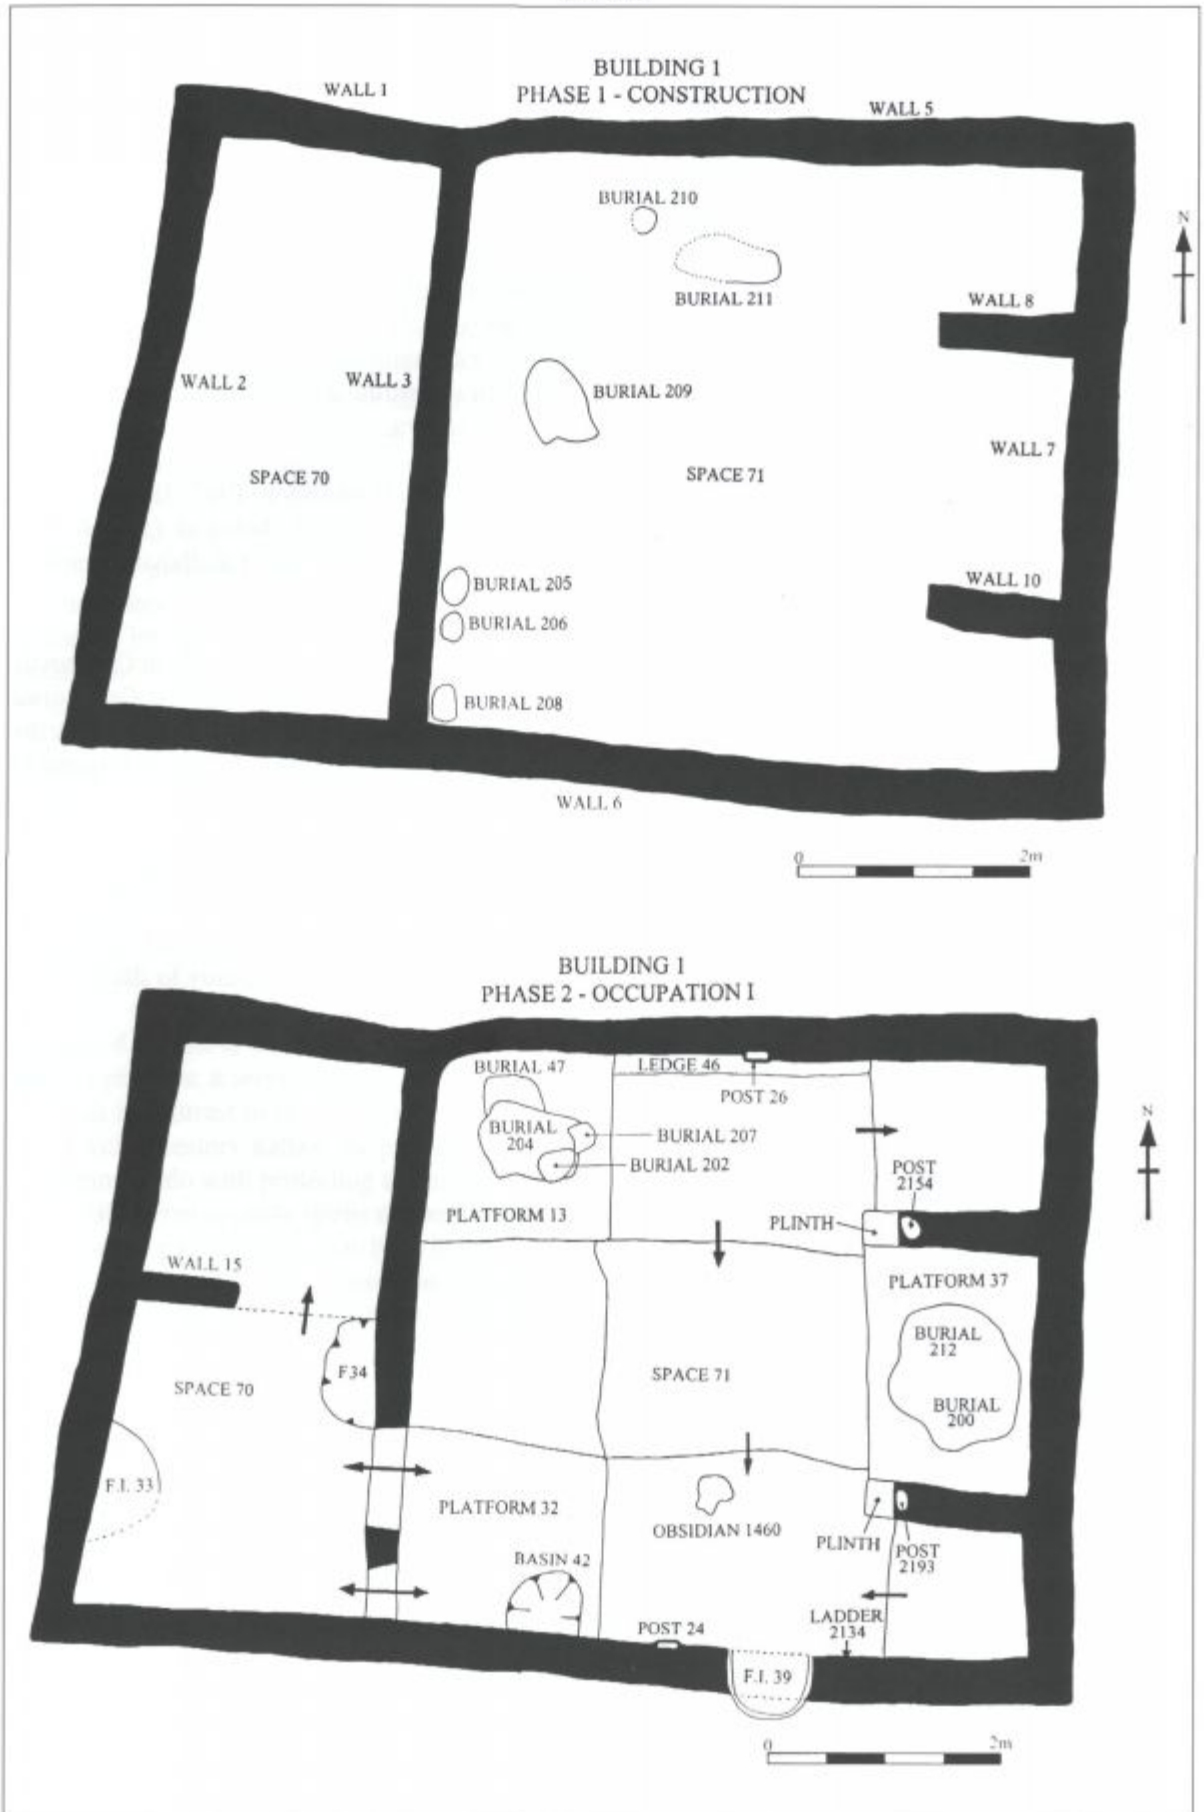 BUILDING 1
PHASE 1 - CONSTRUCTION
WALL 1
WALL 5
BURIAL 210
N
BURIAL 211
WALL 8
WALL 2
WALL 3
BURIAL 209
WALL 7
SPACE 70
SPACE 71
BURIAL 205
WALL 10
BURIAL 206
BURIAL 208
WALL 6
0
2m
BUILDING 1
PHASE 2 - OCCUPATION I
BURIAL 47
LEDGE 46
POST 26
BURIAL
204
BURIAL 207
BURIAL 202
N
POST
2154
PLATFORM 13
PLINTH
WALL 15
PLATFORM 37
BURIAL
212
F34
SPACE 70
SPACE 71
BURIAL
200
F.I. 33
PLATFORM 32
OBSIDIAN 1460
PLINTH
POST
2193
BASIN 42
POST 24
LADDER
2134
F.I. 39
0
2m